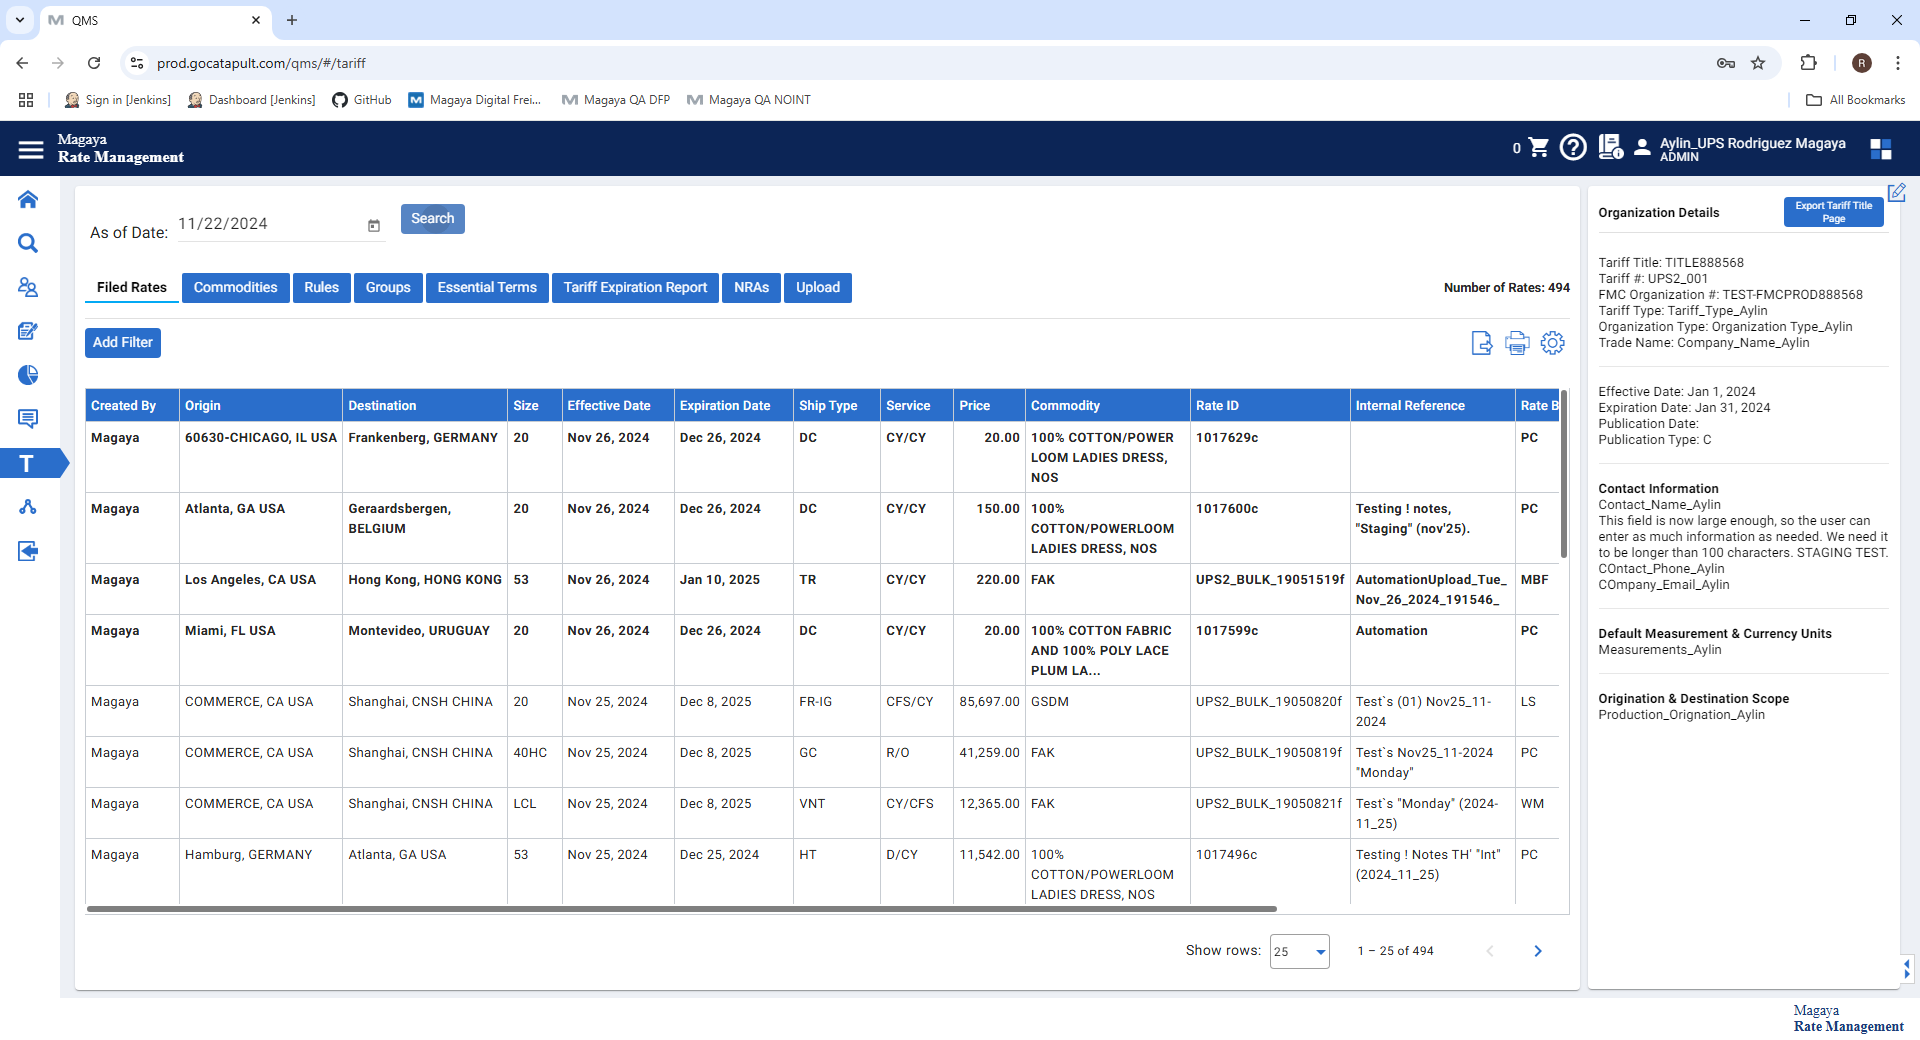 QMS
prod.gocatapult.com/qms/#/tariff
R
Sign in [Jenkins]
Dashboard [Jenkins]
GitHub
Magaya Digital Frei...
Magaya QA DFP
Magaya QA NOINT
All Bookmarks
Magaya
Rate Management
0
Aylin_UPS Rodriguez Magaya
ADMIN
As of Date: 11/22/2024
Search
Filed Rates
Commodities
Rules
Groups
Essential Terms
Tariff Expiration Report
NRAs
Upload
Number of Rates: 494
Add Filter
T
Created By Origin Destination Size Effective Date Expiration Date Ship Type Service Price Commodity Rate ID Internal Reference Rate B
Magaya 60630-CHICAGO, IL USA Frankenberg, GERMANY 20 Nov 26, 2024 Dec 26, 2024 DC CY/CY 20.00 100% COTTON/POWER 1017629c PC
LOOM LADIES DRESS,
NOS
Magaya Atlanta, GA USA Geraardsbergen, 20 Nov 26, 2024 Dec 26, 2024 DC CY/CY 150.00 100% 1017600c Testing ! notes, PC
BELGIUM COTTON/POWERLOOM "Staging" (nov'25).
LADIES DRESS, NOS
Magaya Los Angeles, CA USA Hong Kong, HONG KONG 53 Nov 26, 2024 Jan 10, 2025 TR CY/CY 220.00 FAK UPS2_BULK_19051519f AutomationUpload_Tue_ MBF
Nov_26_2024_191546_
Magaya Miami, FL USA Montevideo, URUGUAY 20 Nov 26, 2024 Dec 26, 2024 DC CY/CY 20.00 100% COTTON FABRIC 1017599c Automation PC
AND 100% POLY LACE
PLUM LA...
Magaya COMMERCE, CA USA Shanghai, CNSH CHINA 20 Nov 25, 2024 Dec 8, 2025 FR-IG CFS/CY 85,697.00 GSDM UPS2_BULK_19050820f Test`s (01) Nov25_11- LS
2024
Magaya COMMERCE, CA USA Shanghai, CNSH CHINA 40HC Nov 25, 2024 Dec 8, 2025 GC R/O 41,259.00 FAK UPS2_BULK_19050819f Test`s Nov25_11-2024 PC
"Monday"
Magaya COMMERCE, CA USA Shanghai, CNSH CHINA LCL Nov 25, 2024 Dec 8, 2025 VNT CY/CFS 12,365.00 FAK UPS2_BULK_19050821f Test`s "Monday" (2024- WM
11_25)
Magaya Hamburg, GERMANY Atlanta, GA USA 53 Nov 25, 2024 Dec 25, 2024 HT D/CY 11,542.00 100% 1017496c Testing ! Notes TH' "Int" PC
COTTON/POWERLOOM (2024_11_25)
LADIES DRESS, NOS
Show rows: 25
1 – 25 of 494
Organization Details
Export Tariff Title
Page
Tariff Title: TITLE888568
Tariff #: UPS2_001
FMC Organization #: TEST-FMCPROD888568
Tariff Type: Tariff_Type_Aylin
Organization Type: Organization Type_Aylin
Trade Name: Company_Name_Aylin
Effective Date: Jan 1, 2024
Expiration Date: Jan 31, 2024
Publication Date:
Publication Type: C
Contact Information
Contact_Name_Aylin
This field is now large enough, so the user can
enter as much information as needed. We need it
to be longer than 100 characters. STAGING TEST.
COntact_Phone_Aylin
COmpany_Email_Aylin
Default Measurement & Currency Units
Measurements_Aylin
Origination & Destination Scope
Production_Orignation_Aylin
Magaya
Rate Management